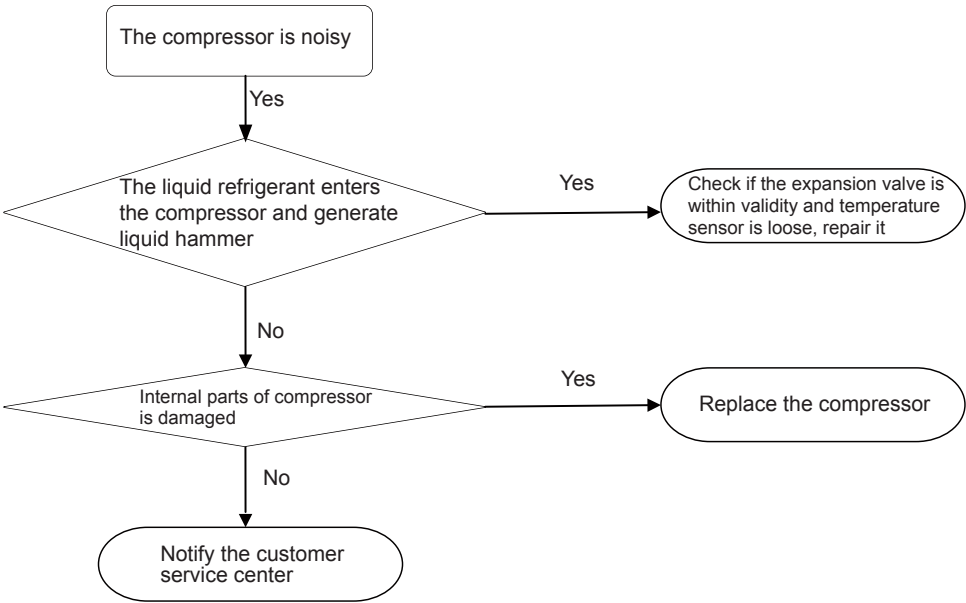 The compressor is noisy
Yes
The liquid refrigerant enters
the compressor and generate
liquid hammer
Yes
Check if the expansion valve is
within validity and temperature
sensor is loose, repair it
No
Internal parts of compressor
is damaged
Yes
Replace the compressor
No
Notify the customer
service center